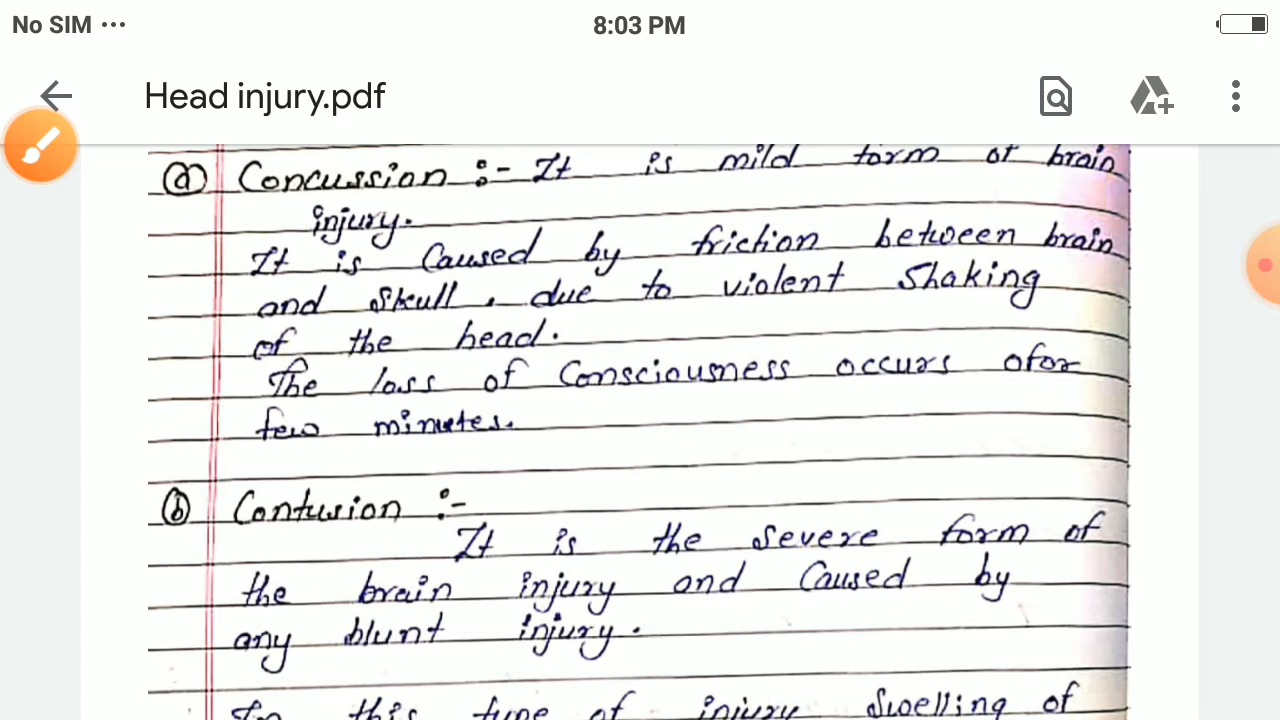 No SIM ...
8:03 PM
Head injury.pdf
(a) Concussion :- It is mild form of brain
injury.
It is Caused by friction between brain
and Skull, due to violent Shaking
of the head.
The loss of Consciousness occurs ofor
few minutes.
(b) Contusion :-
It is the severe form of
the brain injury and Caused by
any blunt injury.
In this type of injury Swelling of